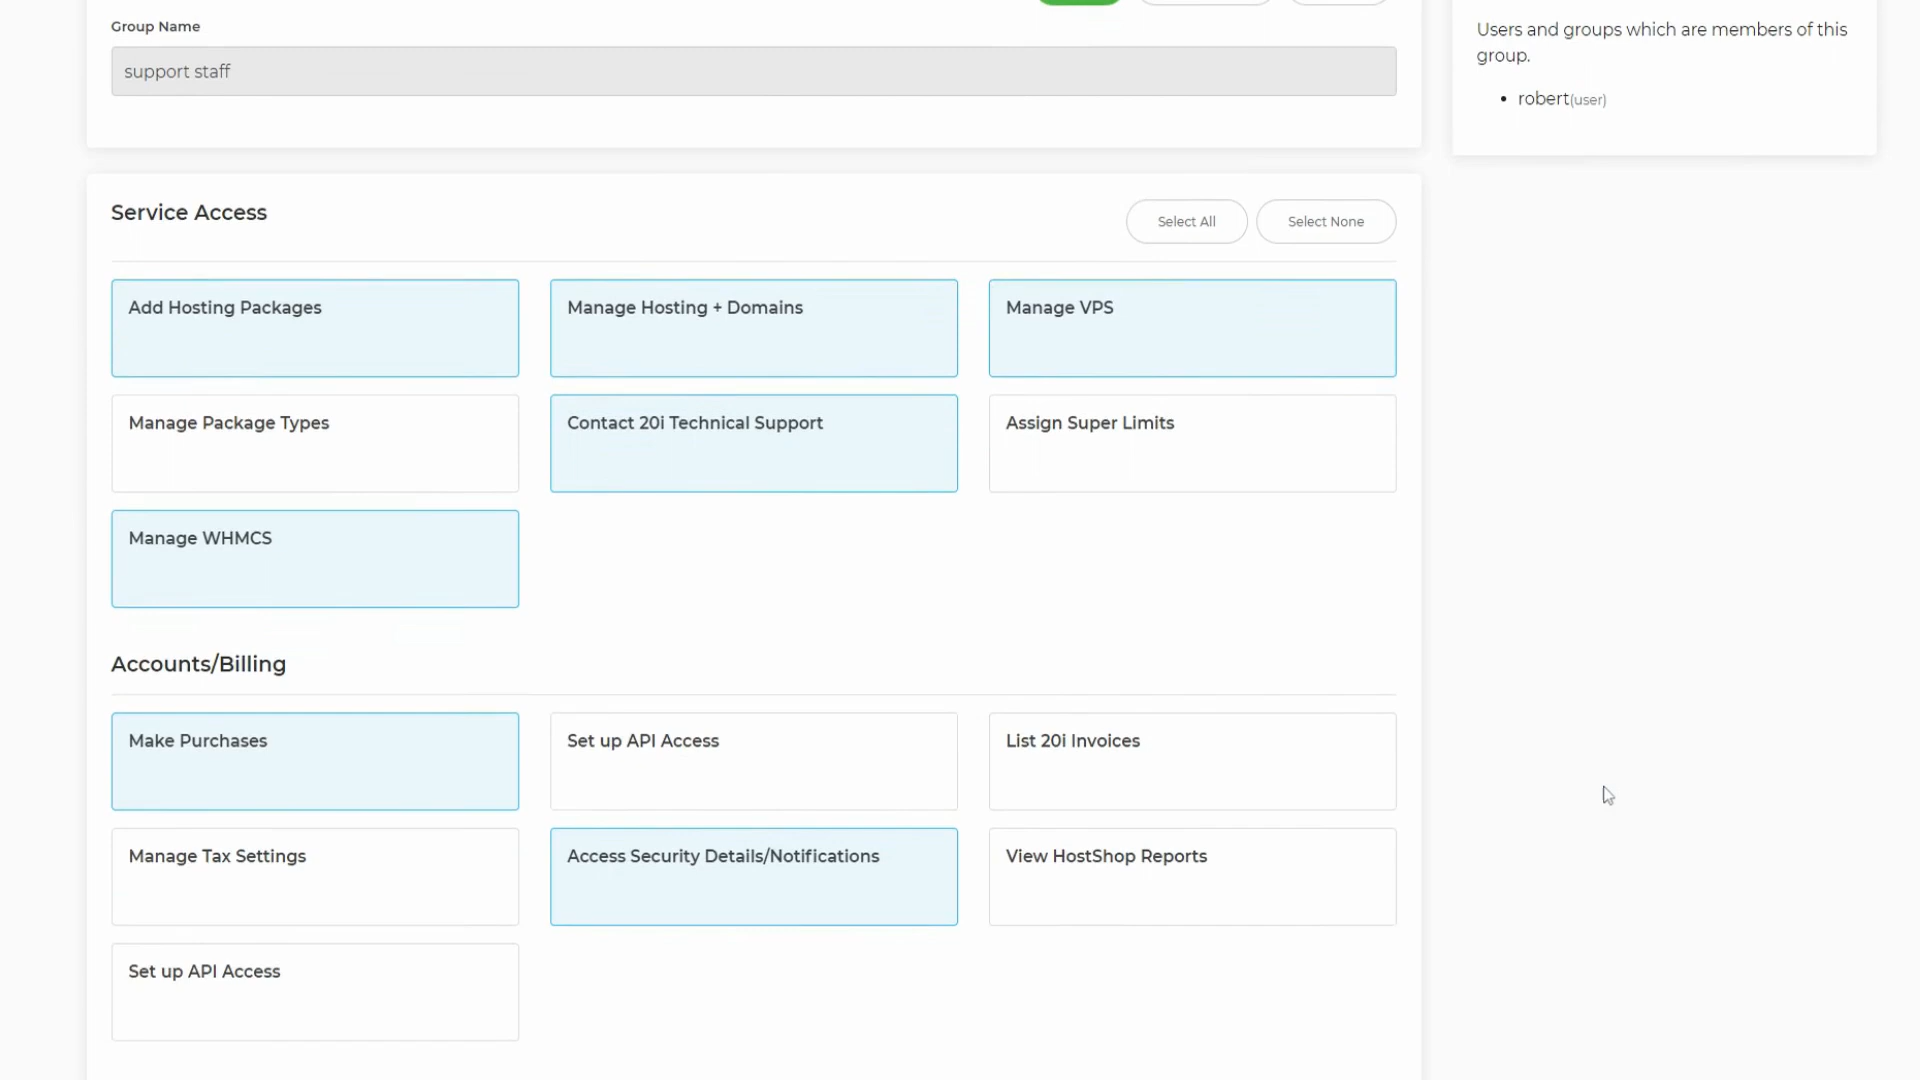 Group Name
support staff
Users and groups which are members of this
group.
robert(user)
Service Access
Select All
Select None
Add Hosting Packages
Manage Hosting + Domains
Manage VPS
Manage Package Types
Contact 20i Technical Support
Assign Super Limits
Manage WHMCS
Accounts/Billing
Make Purchases
Set up API Access
List 20i Invoices
Manage Tax Settings
Access Security Details/Notifications
View HostShop Reports
Set up API Access